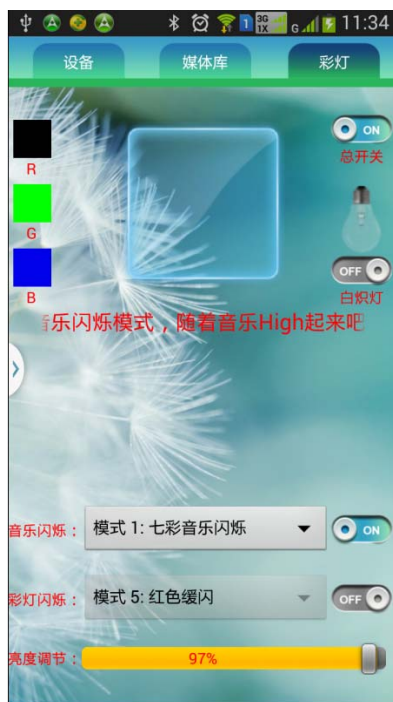 1 3G 1X G 11:34
设备 媒体库 彩灯
ON
总开关
R
G
OFF
白炽灯
B
乐闪烁模式，随着音乐High起来吧
音乐闪烁： 模式 1: 七彩音乐闪烁 ON
彩灯闪烁： 模式 5: 红色缓闪 OFF
亮度调节： 97%